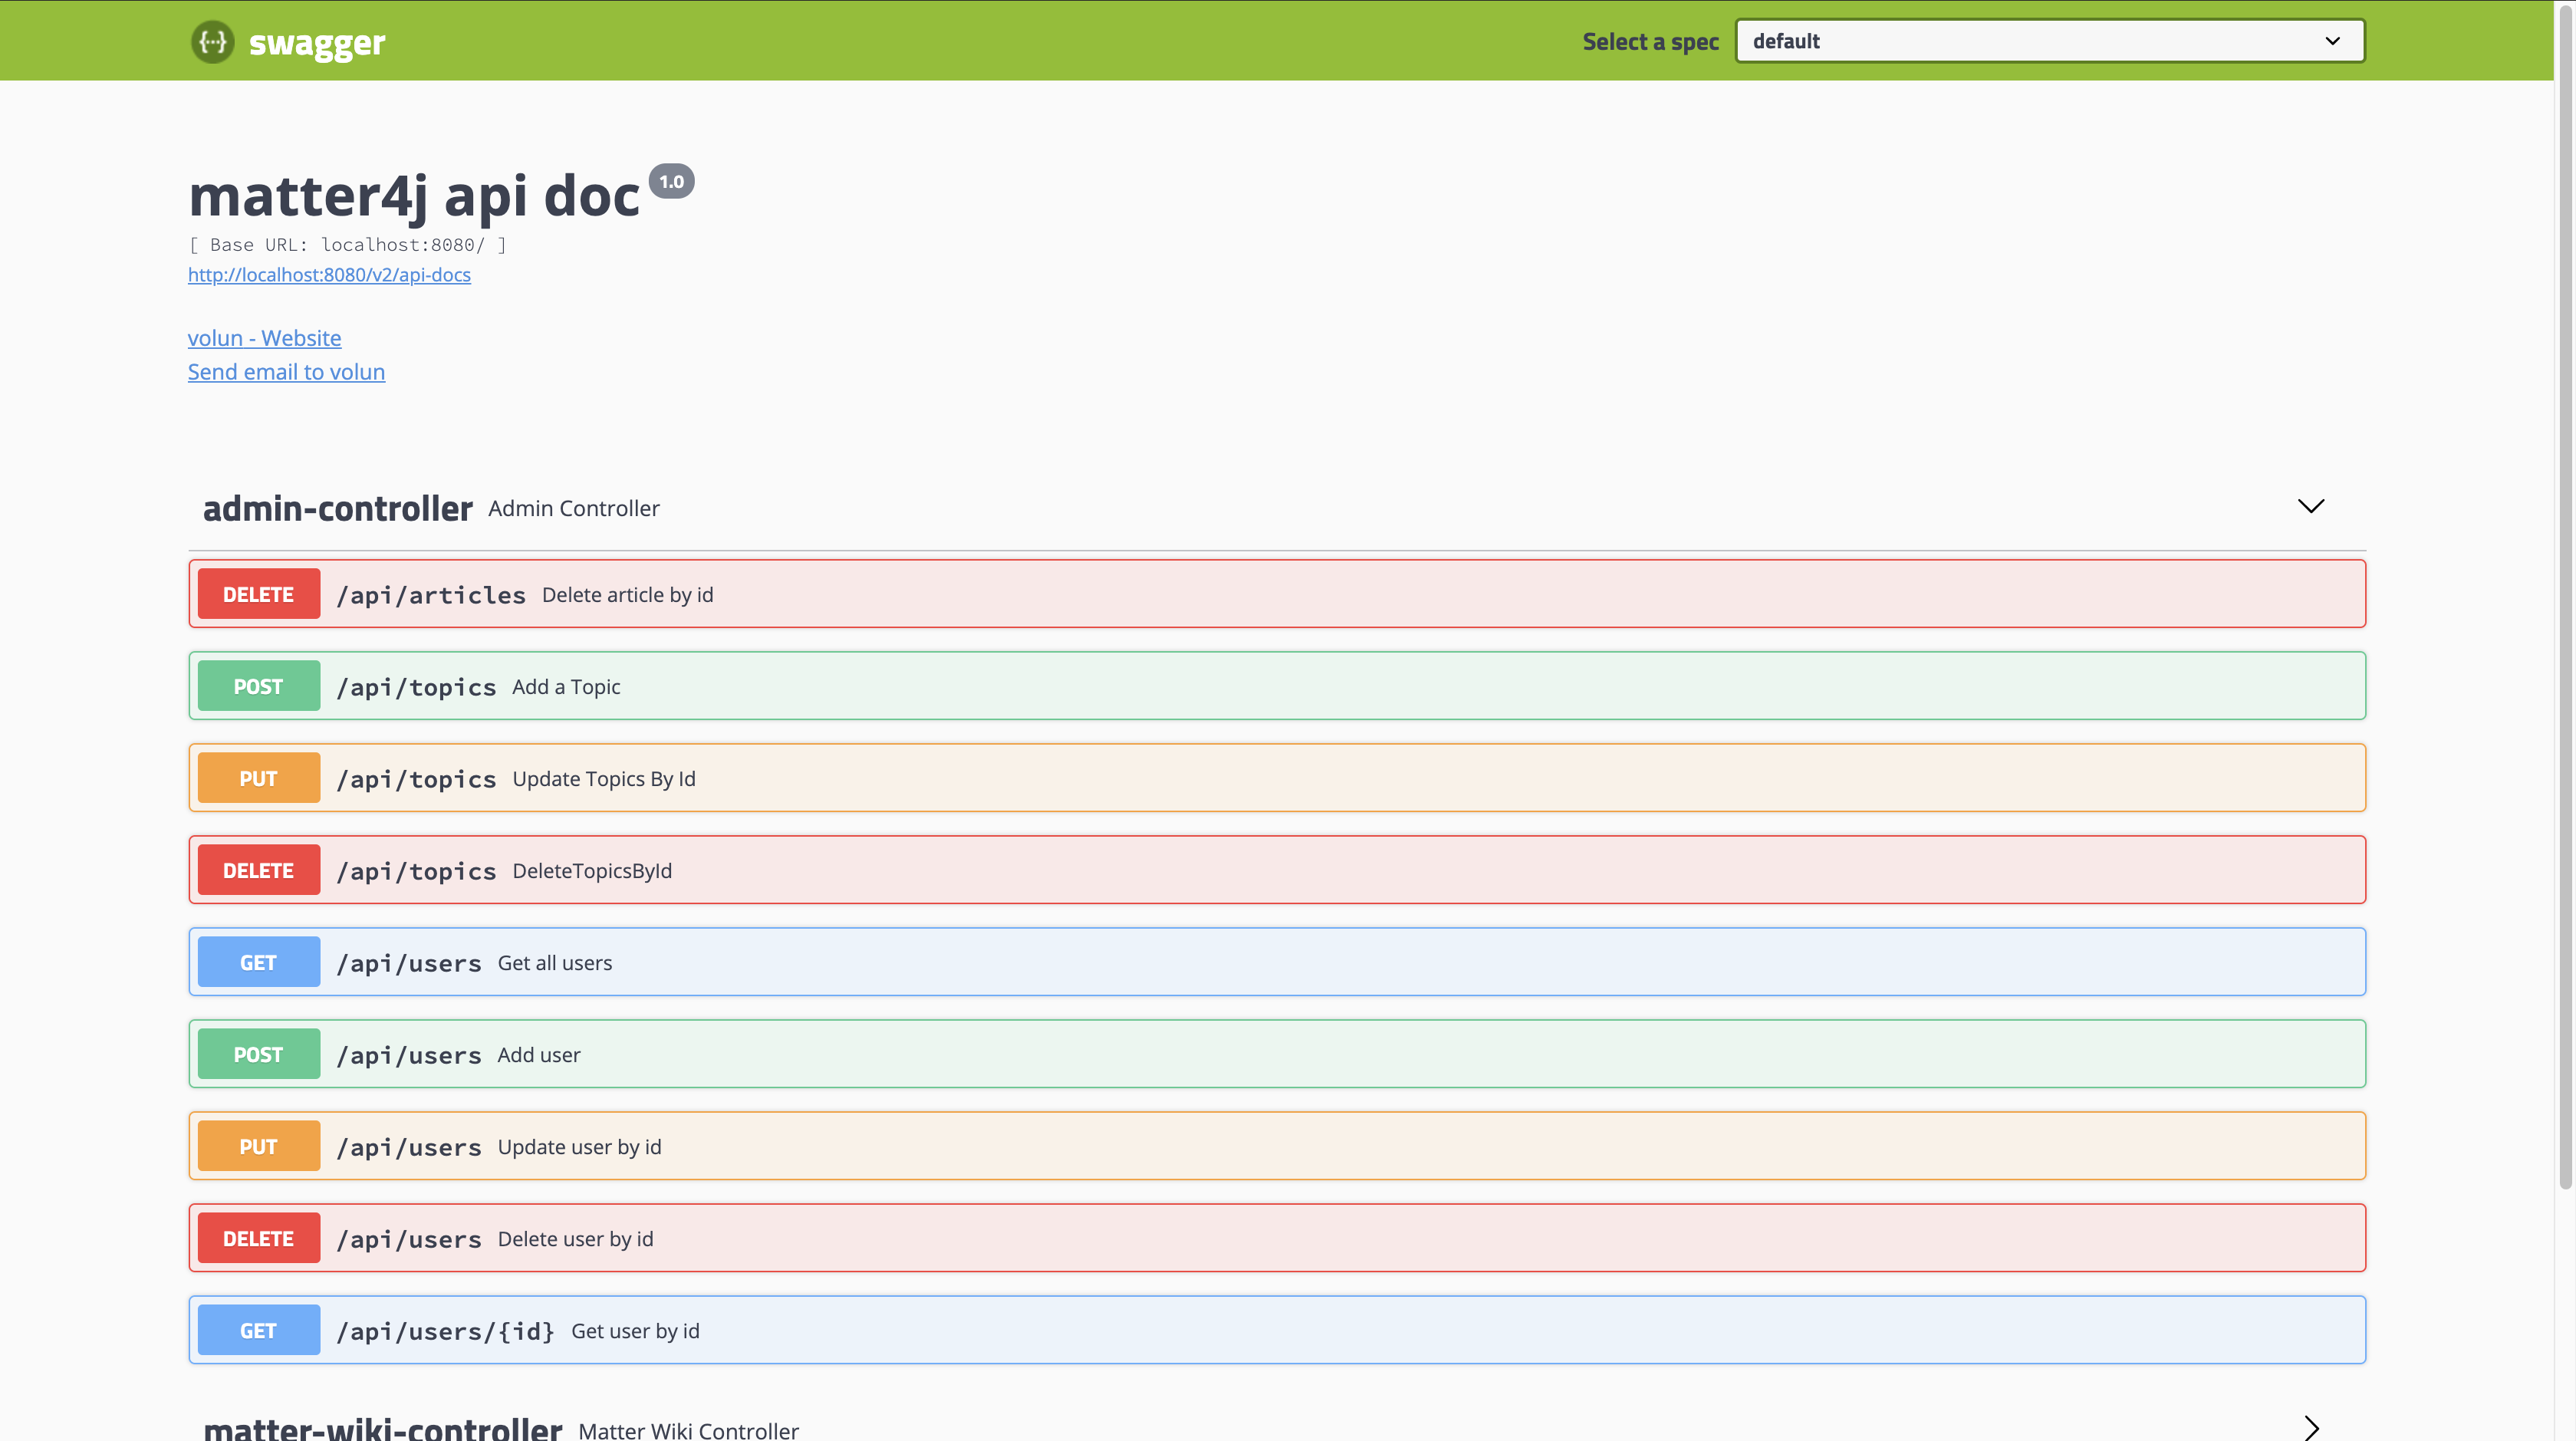 swagger
Select a spec default
matter4j api doc 1.0
[ Base URL: localhost:8080/ ]
http://localhost:8080/v2/api-docs
volun - Website
Send email to volun
admin-controller Admin Controller
DELETE /api/articles Delete article by id
POST /api/topics Add a Topic
PUT /api/topics Update Topics By Id
DELETE /api/topics DeleteTopicsById
GET /api/users Get all users
POST /api/users Add user
PUT /api/users Update user by id
DELETE /api/users Delete user by id
GET /api/users/{id} Get user by id
matter-wiki-controller Matter Wiki Controller